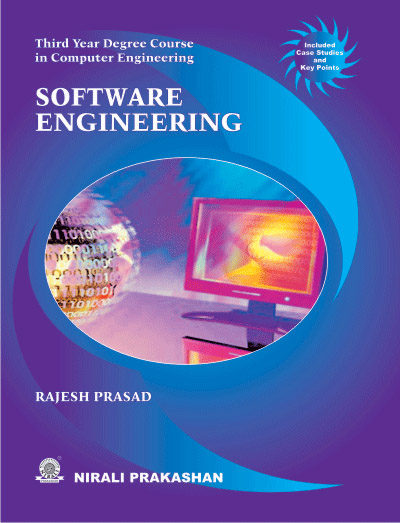 Third Year Degree Course
in Computer Engineering
Included
Case Studies
and
Key Points
SOFTWARE
ENGINEERING
RAJESH PRASAD
NIRALI PRAKASHAN